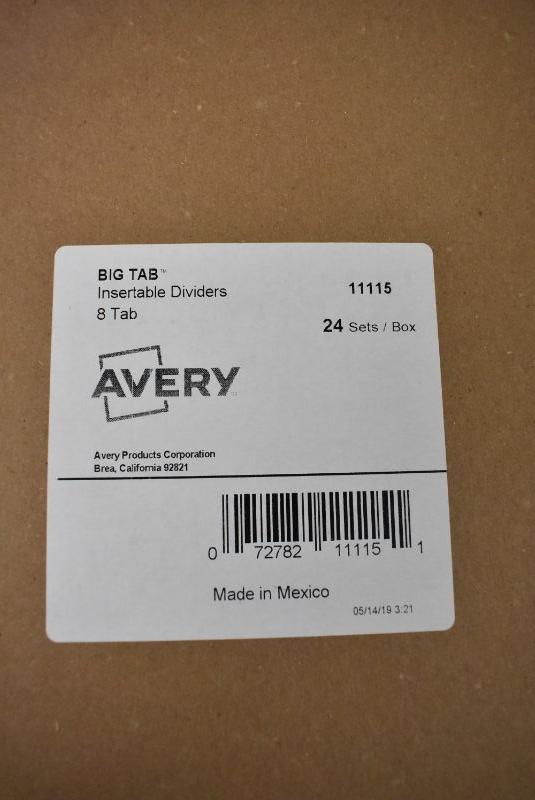 BIG TAB™
Insertable Dividers
8 Tab
11115
24 Sets / Box
AVERY
Avery Products Corporation
Brea, California 92821
0 72782 11115 1
Made in Mexico
05/14/19 3:21